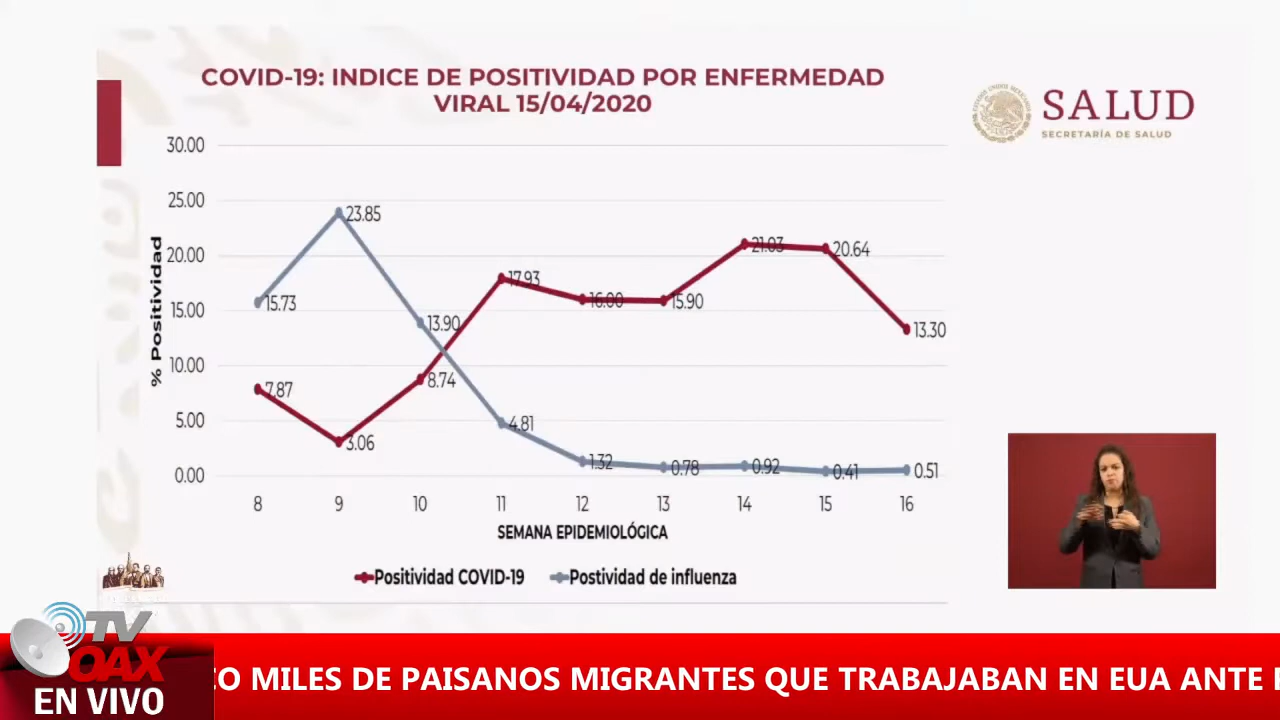 COVID-19: INDICE DE POSITIVIDAD POR ENFERMEDAD
VIRAL 15/04/2020
SALUD
SECRETARÍA DE SALUD
% Positividad
30.00
25.00
20.00
15.00
10.00
5.00
0.00
15.73
23.85
13.90
4.81
1.32
0.78
0.92
0.41
0.51
7.87
3.06
8.74
17.93
16.00
15.90
21.03
20.64
13.30
8 9 10 11 12 13 14 15 16
SEMANA EPIDEMIOLÓGICA
Positividad COVID-19 Postividad de influenza
TV
OAX
EN VIVO
O MILES DE PAISANOS MIGRANTES QUE TRABAJABAN EN EUA ANTE